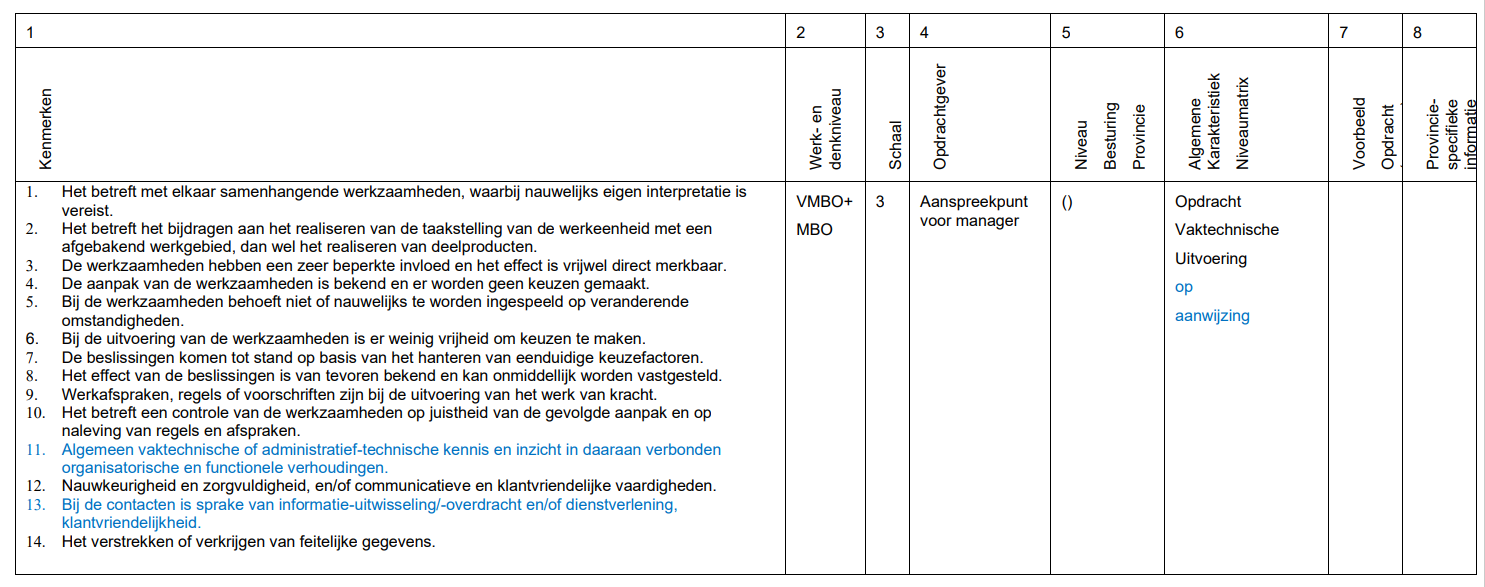 1 2 3 4 5 6 7 8
Kenmerken
Werk- en
denkniveau
Schaal
Opdrachtgever
Niveau
Besturing
Provincie
Algemene
Karakteristiek
Niveaumatrix
Voorbeeld
Opdracht
Provincie-
specifieke
informatie
1. Het betreft met elkaar samenhangende werkzaamheden, waarbij nauwelijks eigen interpretatie is
vereist.
2. Het betreft het bijdragen aan het realiseren van de taakstelling van de werkeenheid met een
afgebakend werkgebied, dan wel het realiseren van deelproducten.
3. De werkzaamheden hebben een zeer beperkte invloed en het effect is vrijwel direct merkbaar.
4. De aanpak van de werkzaamheden is bekend en er worden geen keuzen gemaakt.
5. Bij de werkzaamheden behoeft niet of nauwelijks te worden ingespeeld op veranderende
omstandigheden.
6. Bij de uitvoering van de werkzaamheden is er weinig vrijheid om keuzen te maken.
7. De beslissingen komen tot stand op basis van het hanteren van eenduidige keuzefactoren.
8. Het effect van de beslissingen is van tevoren bekend en kan onmiddellijk worden vastgesteld.
9. Werkafspraken, regels of voorschriften zijn bij de uitvoering van het werk van kracht.
10. Het betreft een controle van de werkzaamheden op juistheid van de gevolgde aanpak en op
naleving van regels en afspraken.
11. Algemeen vaktechnische of administratief-technische kennis en inzicht in daaraan verbonden
organisatorische en functionele verhoudingen.
12. Nauwkeurigheid en zorgvuldigheid, en/of communicatieve en klantvriendelijke vaardigheden.
13. Bij de contacten is sprake van informatie-uitwisseling/-overdracht en/of dienstverlening,
klantvriendelijkheid.
14. Het verstrekken of verkrijgen van feitelijke gegevens.
VMBO+
MBO
3
Aanspreekpunt
voor manager
()
Opdracht
Vaktechnische
Uitvoering
op
aanwijzing